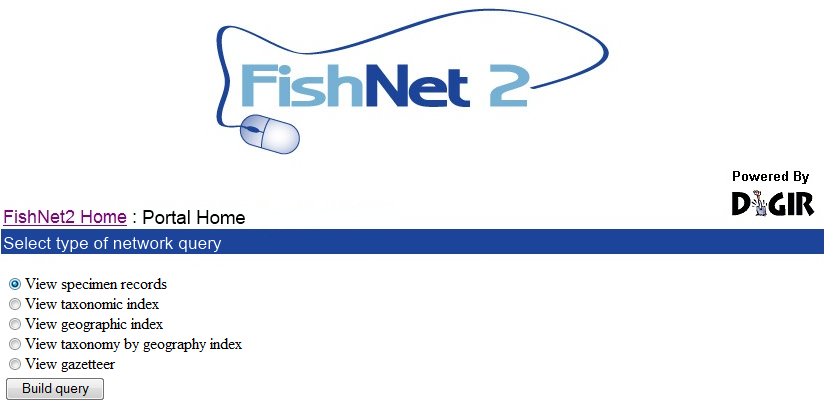 FishNet 2
Powered By
DiGIR
FishNet2 Home : Portal Home
Select type of network query
View specimen records
View taxonomic index
View geographic index
View taxonomy by geography index
View gazetteer
Build query